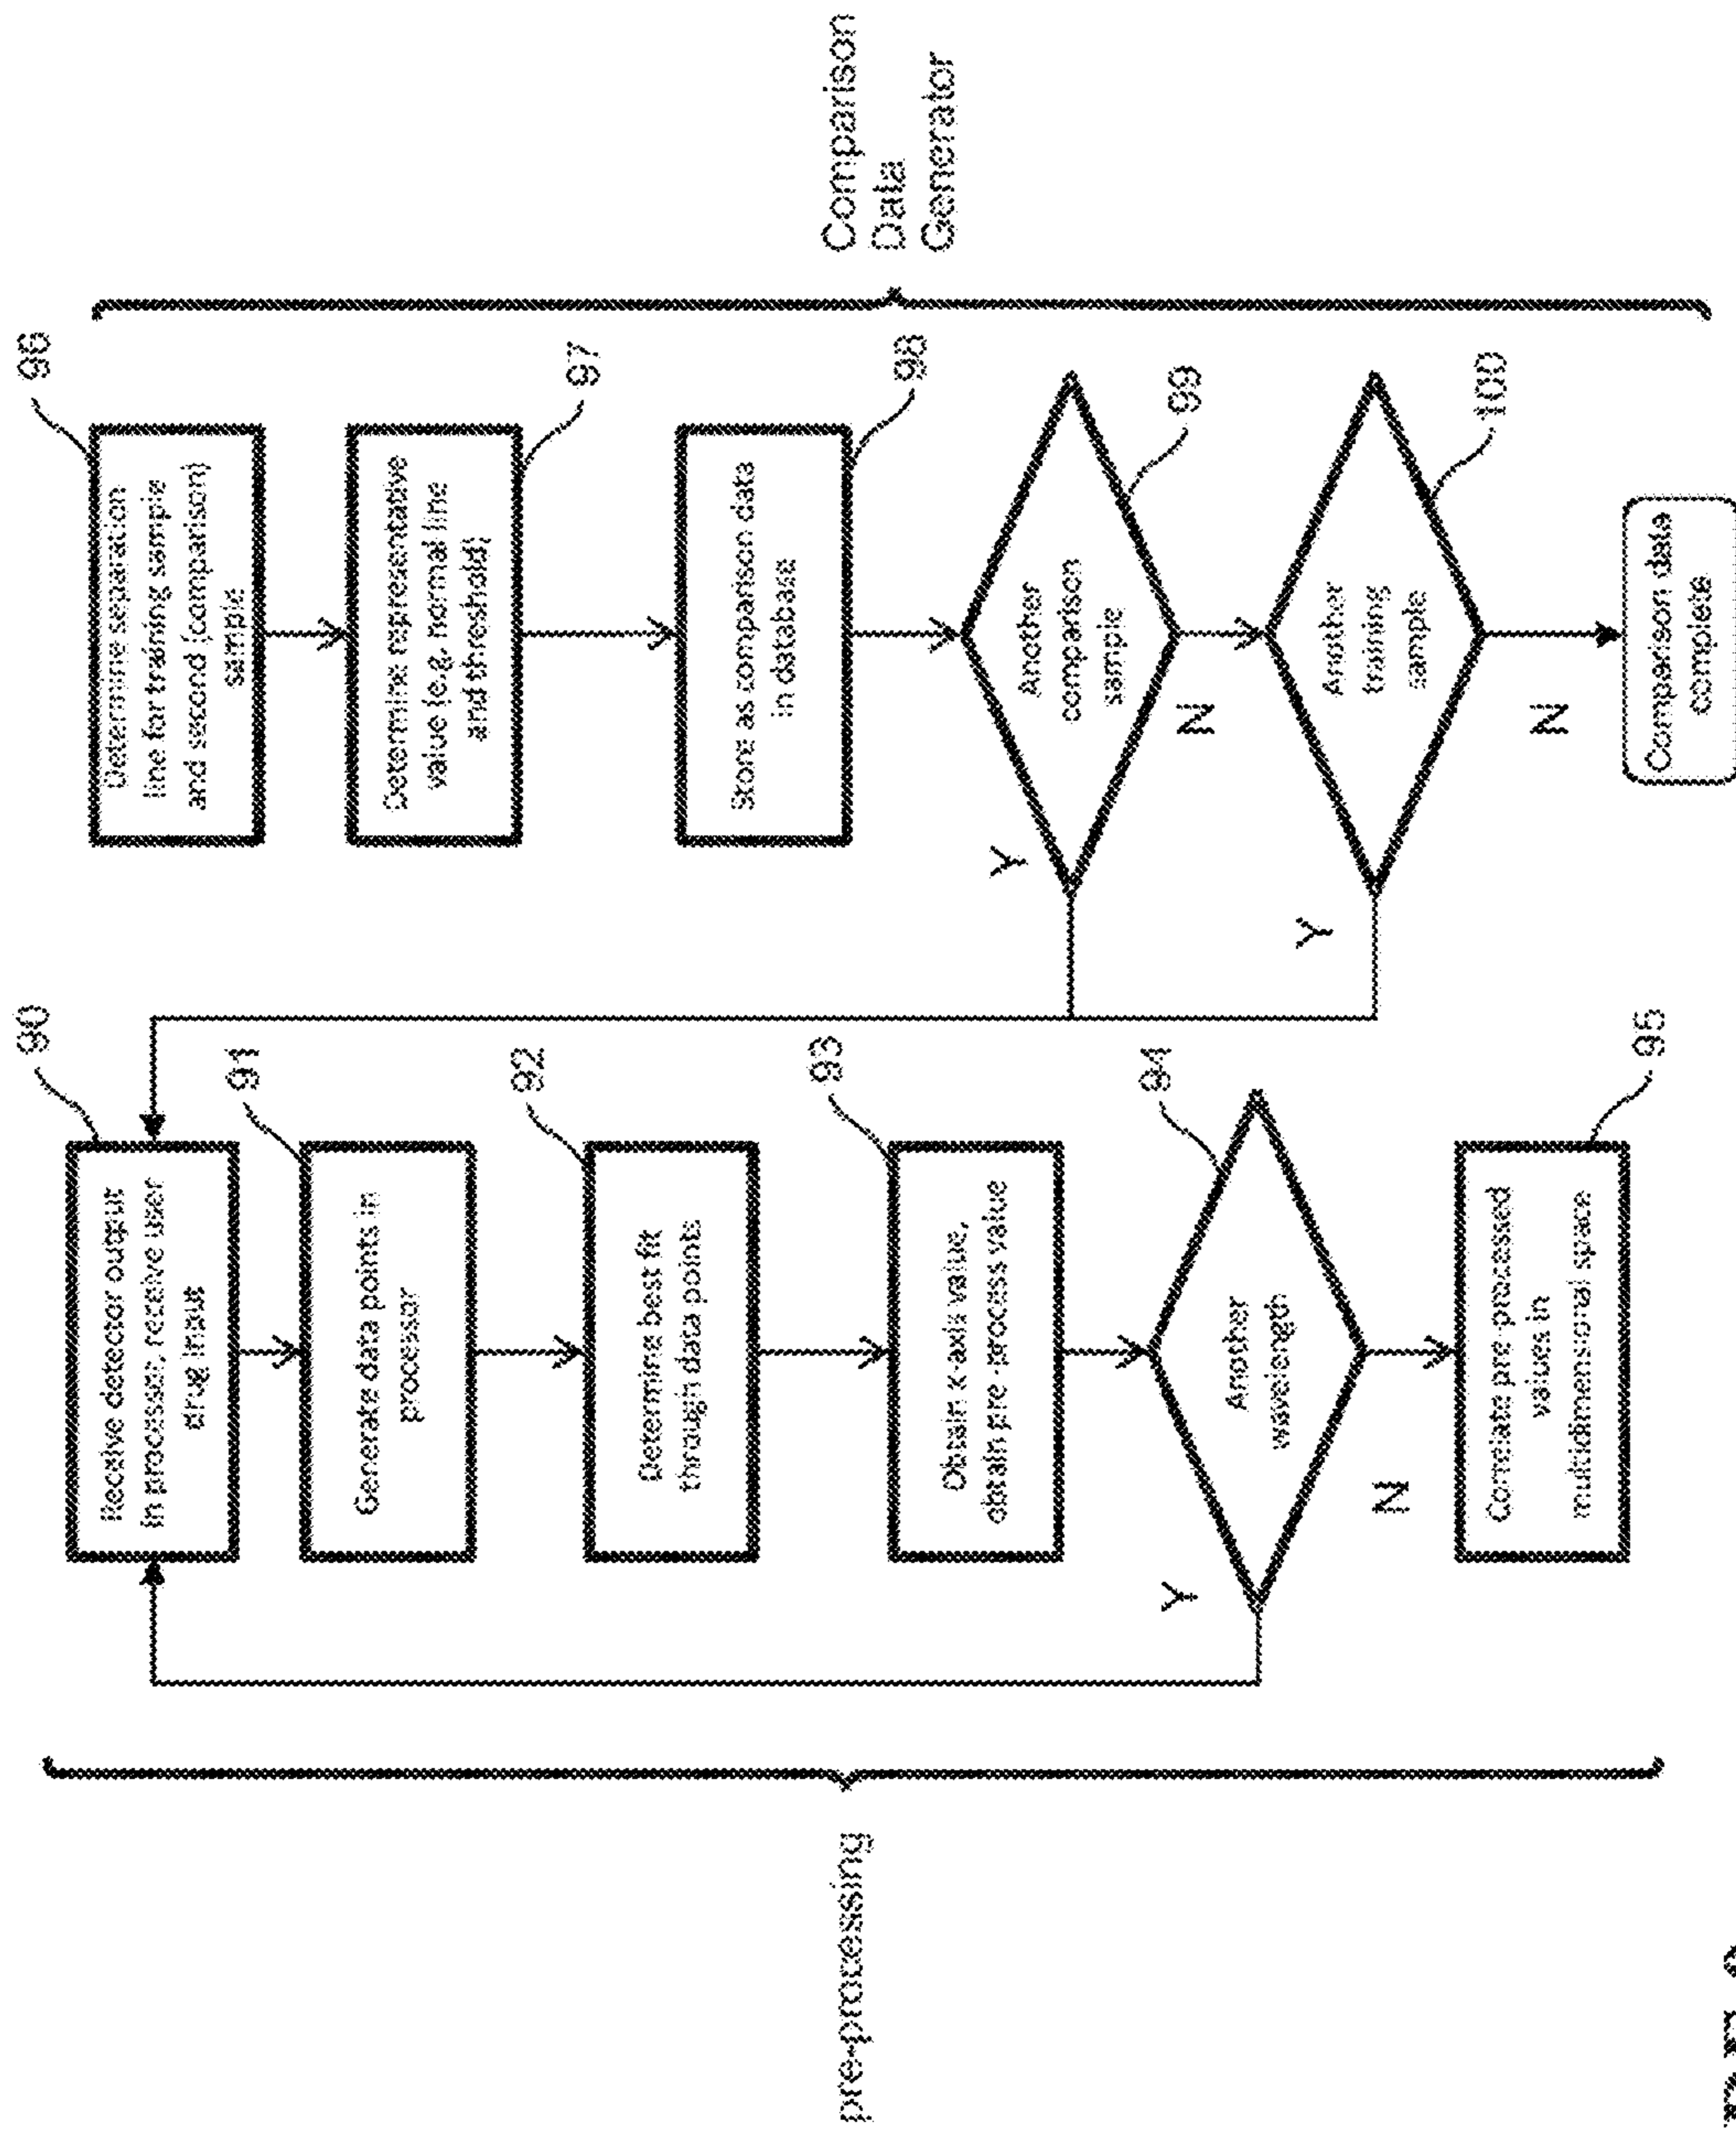 pre-processing
90
Receive detector output
in processer, receive user
drug input
91
Generate data points in
processor
92
Determine best fit
through data points
93
Obtain x-axis value,
obtain pre-process value
94
Another
wavelength
Y
N
95
Correlate pre-processed
values in
multidimensional space
96
Determine separation
line for training sample
and second (comparison)
sample
97
Determine representative
value (e.g. normal line
and threshold)
98
Store as comparison data
in database
99
Another
comparison
sample
Y
N
100
Another
training
sample
Y
N
Comparison data
complete
Comparison
Data
Generator